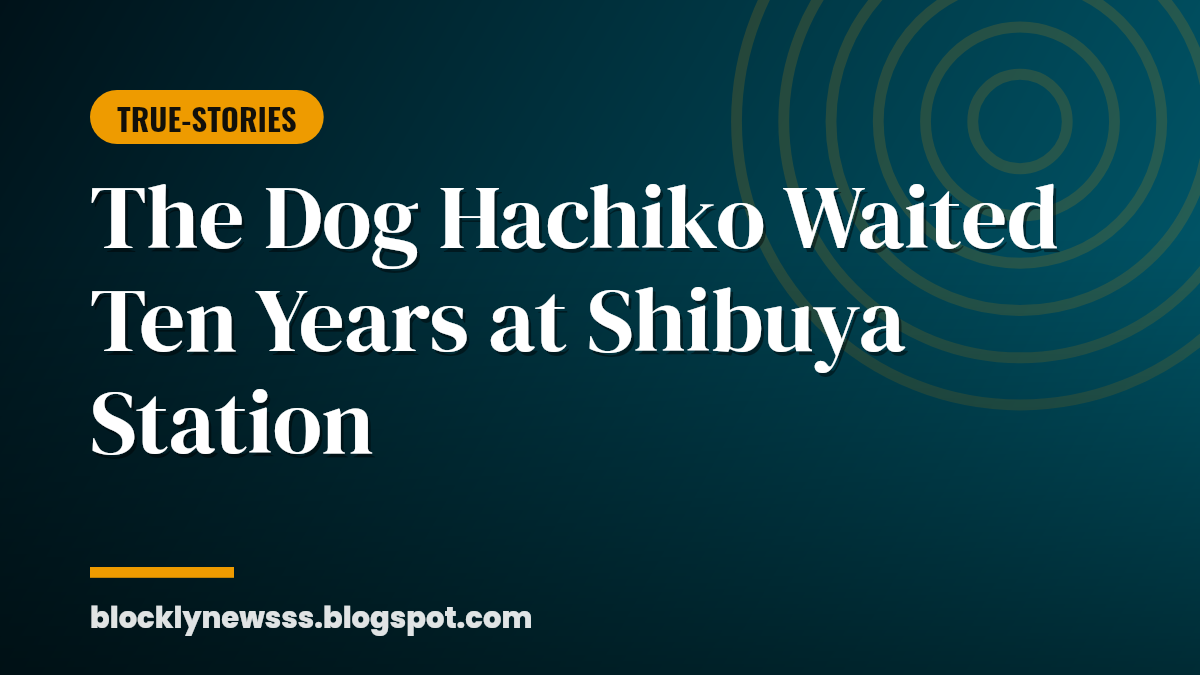 TRUE-STORIES
The Dog Hachiko Waited
Ten Years at Shibuya
Station
blocklynewsss.blogspot.com